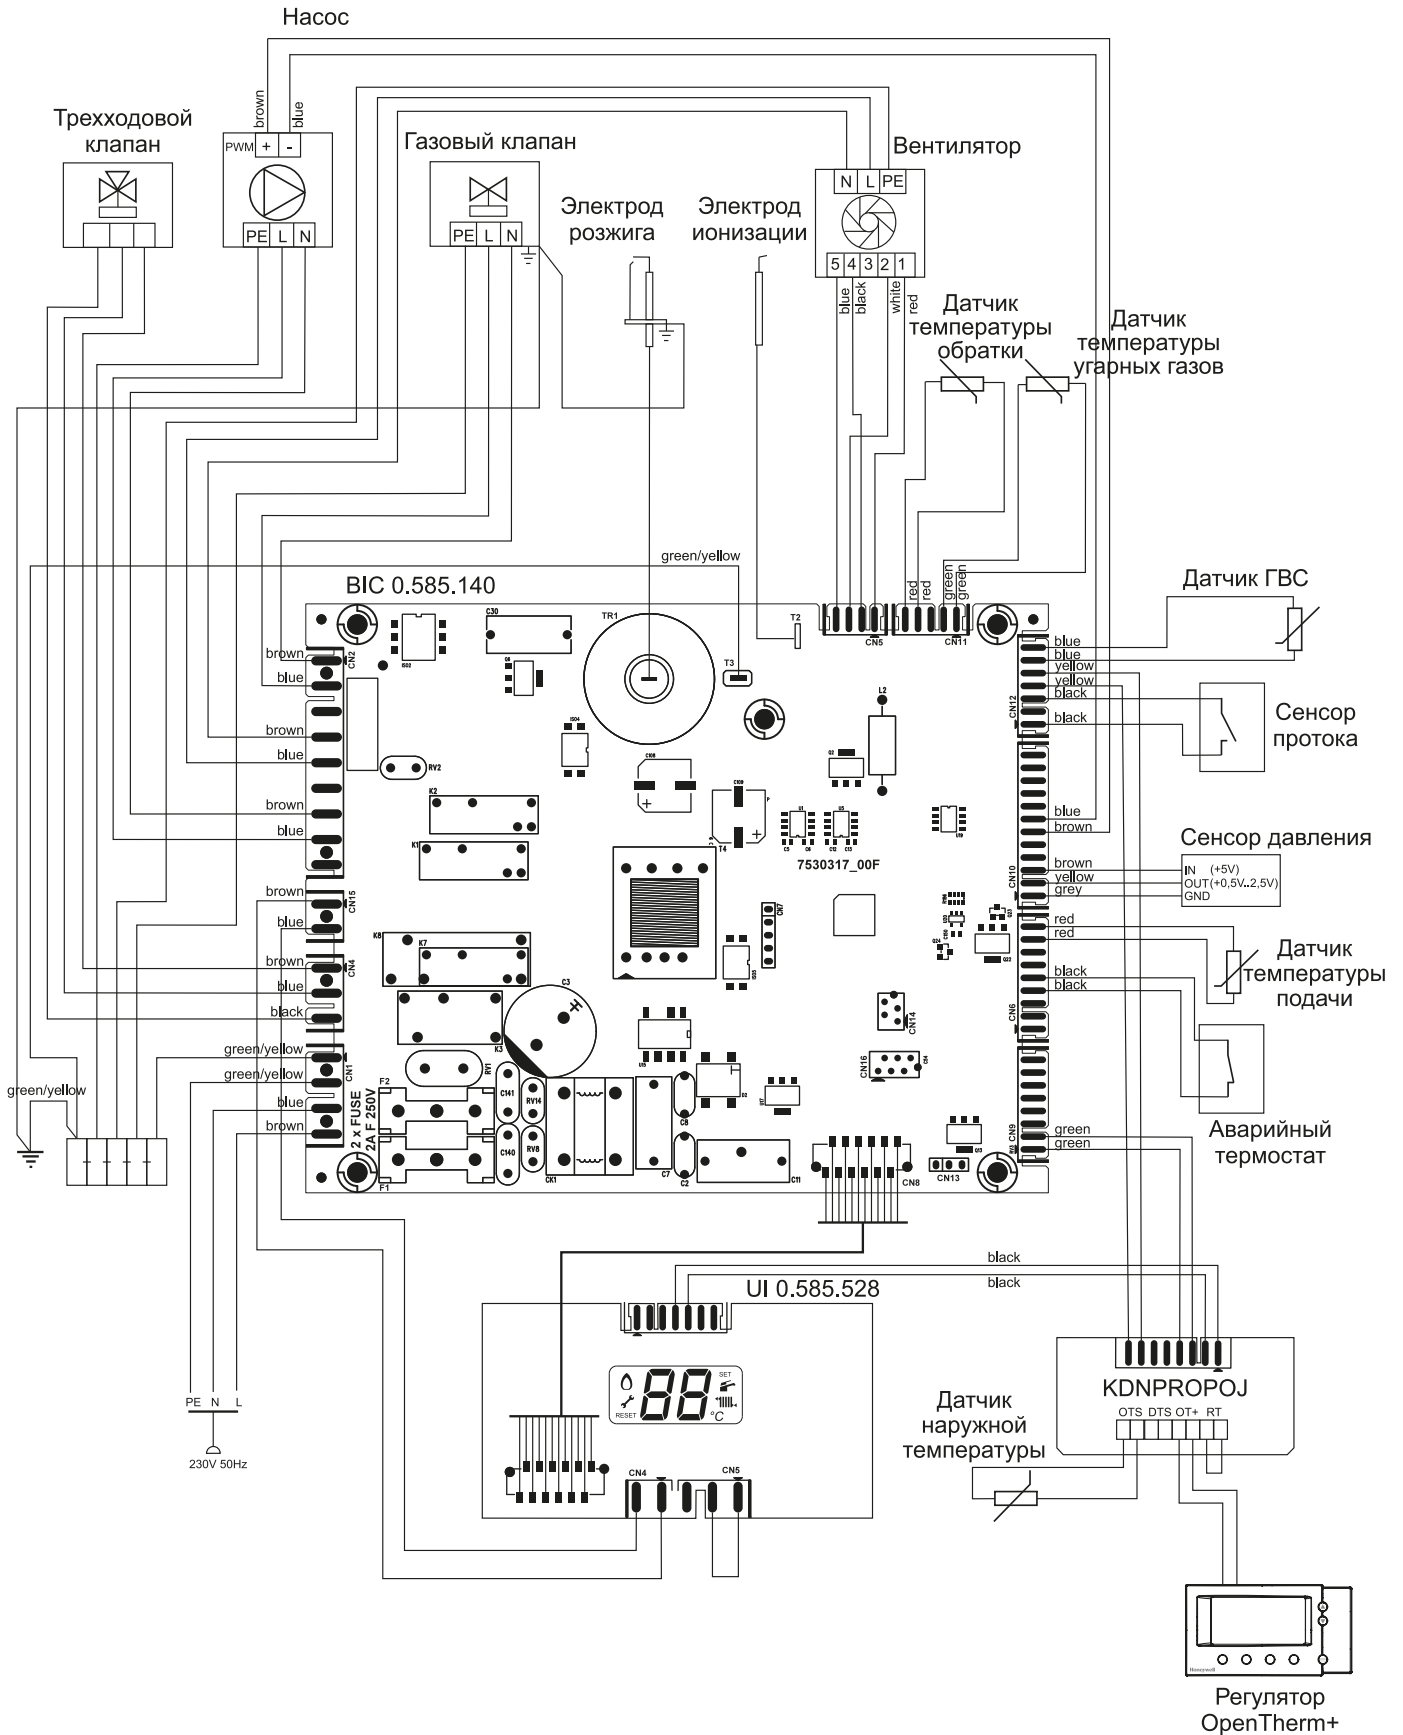 Насос
Трехходовой
клапан
brown
blue
PWM + -
PE L N
Газовый клапан
PE L N
Электрод
розжига
Электрод
ионизации
Вентилятор
N L PE
5 4 3 2 1
blue
black
white
red
Датчик
температуры
обратки
Датчик
температуры
угарных газов
green/yellow
BIC 0.585.140
red
red
green
green
Датчик ГВС
C30
TR1
T2
T3
CN5
CN11
L2
brown
CN2
blue
brown
blue
brown
blue
brown
CN15
blue
brown
CN4
blue
black
green/yellow
CN1
green/yellow
blue
brown
green/yellow
RV2
K2
K1
K8
K7
C3
K3
RV1
F2
F1
2 x FUSE
2A F 250V
C141
RV14
C140
RV8
CK1
C7
C8
C2
C11
T4
CN7
7530317_00F
CN14
CN16
CN8
CN13
blue
blue
yellow
yellow
black
black
CN12
Сенсор
протока
blue
brown
brown
yellow
grey
CN10
Сенсор давления
IN (+5V)
OUT(+0,5V..2,5V)
GND
red
red
black
black
CN6
Датчик
температуры
подачи
Аварийный
термостат
green
green
CN9
black
black
UI 0.585.528
88
SET
RESET
°C
CN4
CN5
PE N L
230V 50Hz
KDNPROPOJ
OTS DTS OT+ RT
Датчик
наружной
температуры
Honeywell
Регулятор
OpenTherm+